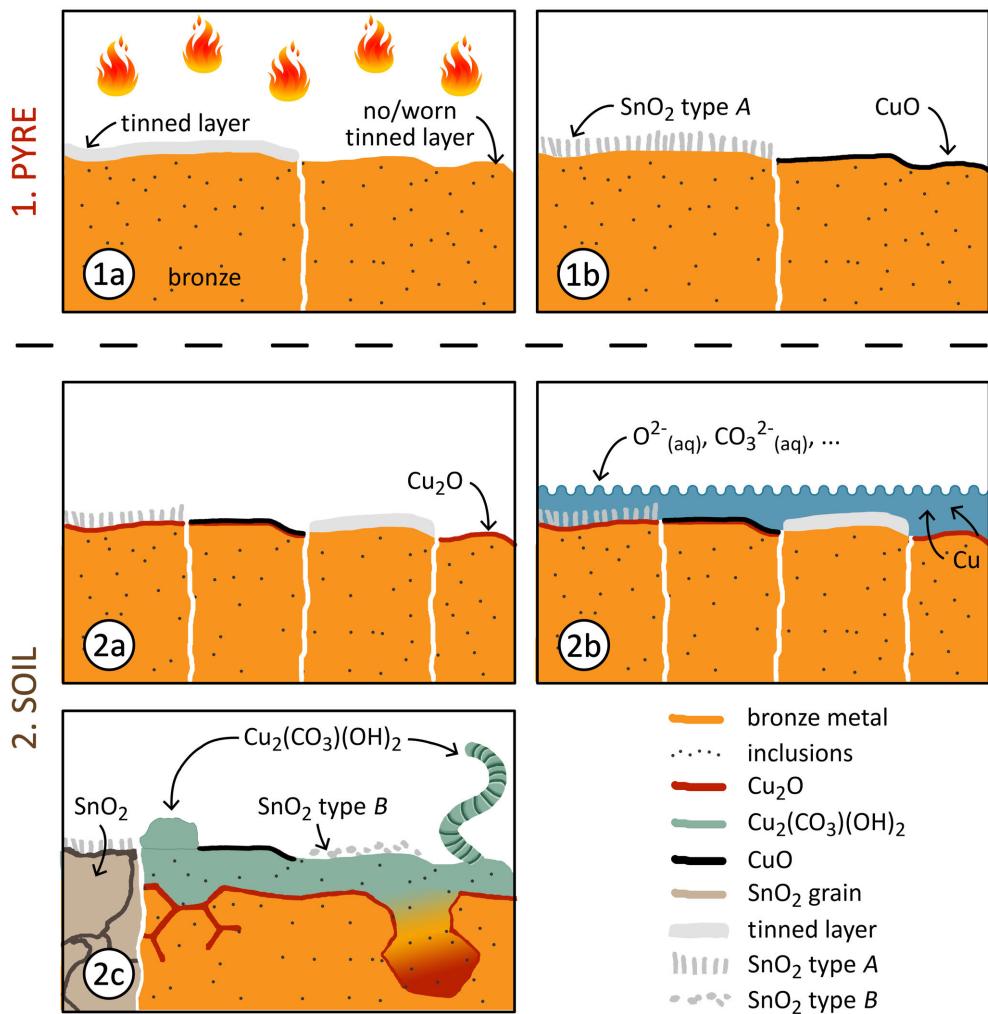 1. PYRE
tinned layer
no/worn
tinned layer
bronze
1a
SnO₂ type A
CuO
1b
2. SOIL
Cu₂O
2a
O²⁻(aq), CO₃²⁻(aq), ...
Cu
2b
Cu₂(CO₃)(OH)₂
SnO₂
SnO₂ type B
2c
bronze metal
inclusions
Cu₂O
Cu₂(CO₃)(OH)₂
CuO
SnO₂ grain
tinned layer
SnO₂ type A
SnO₂ type B